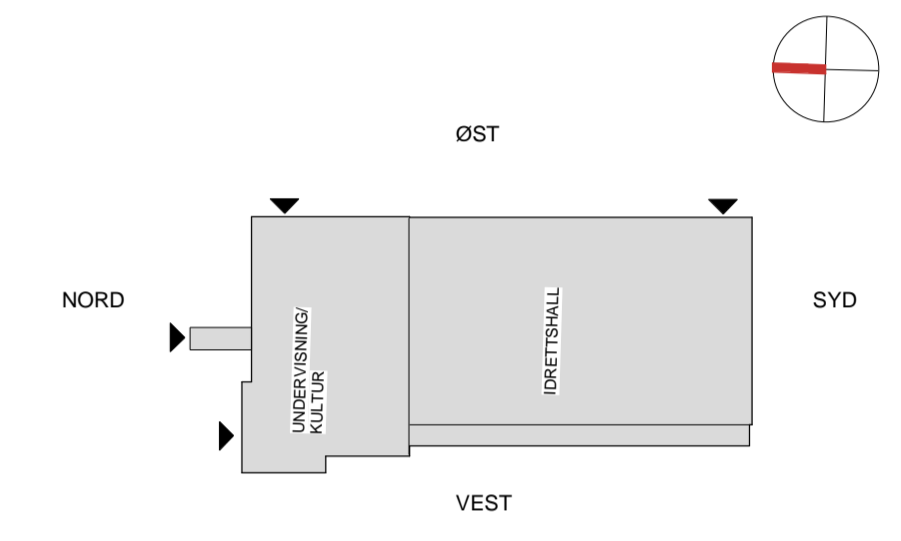 ØST
NORD
SYD
UNDERVISNING/
KULTUR
IDRETTSHALL
VEST